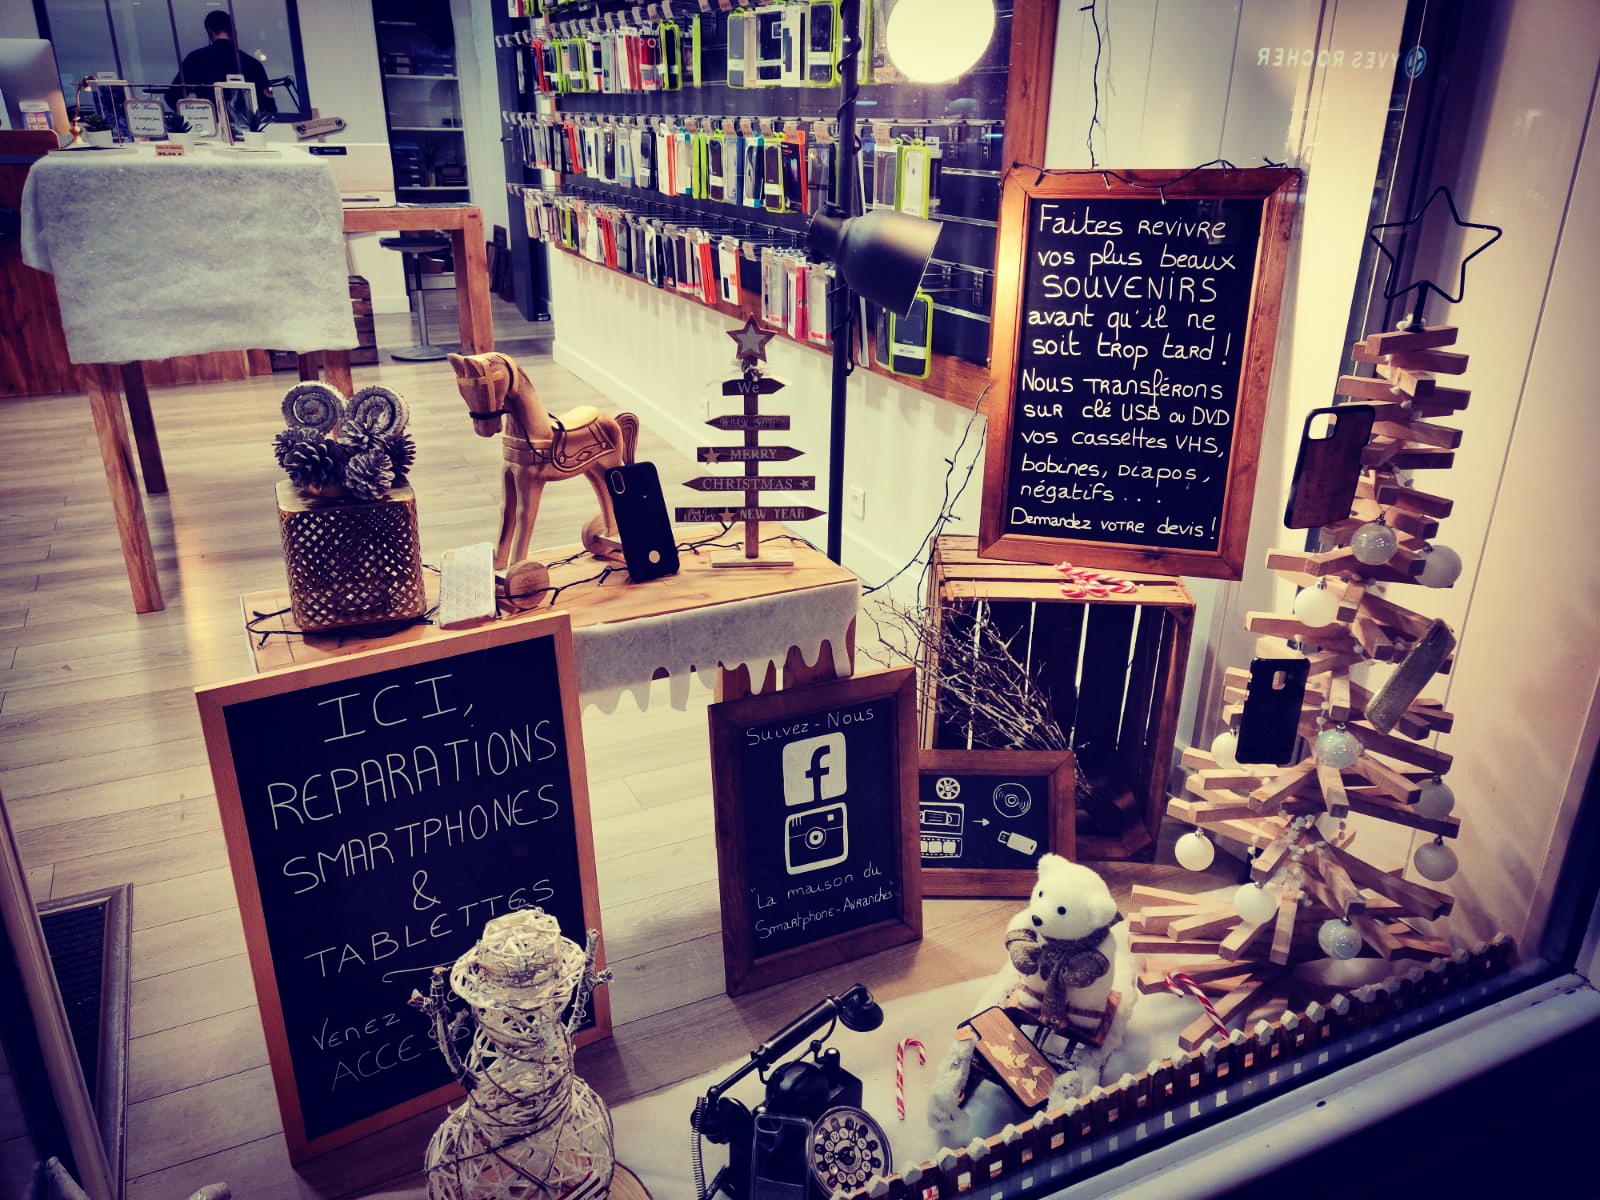 YVES ROCHER
Faites REVIVRE
vos plus beaux
SOUVENIRS
avant qu'il ne
soit trop tard !
Nous transférons
sur clé USB ou DVD
vos cassettes VHS,
bobines, Diapos,
négatifs...
Demandez votre devis !
We
MERRY
CHRISTMAS
HAPPY NEW YEAR
ICI,
REPARATIONS
SMARTPHONES
&
TABLETTES
Venez
Suivez-Nous
f
"La maison du
Smartphone-Avranches"